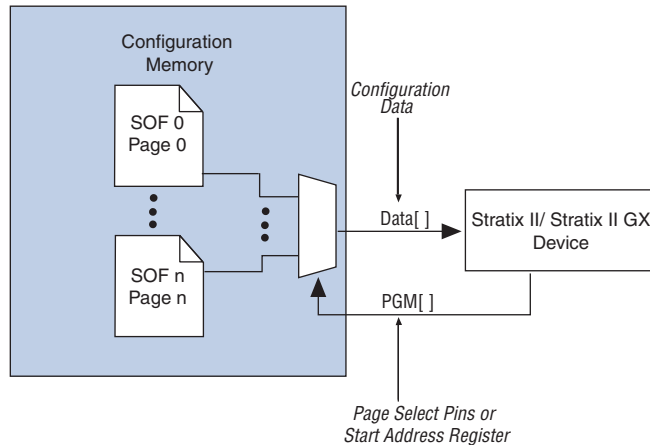 Configuration
Memory
SOF 0
Page 0
SOF n
Page n
Configuration
Data
Data[ ]
Stratix II/ Stratix II GX
Device
PGM[ ]
Page Select Pins or
Start Address Register